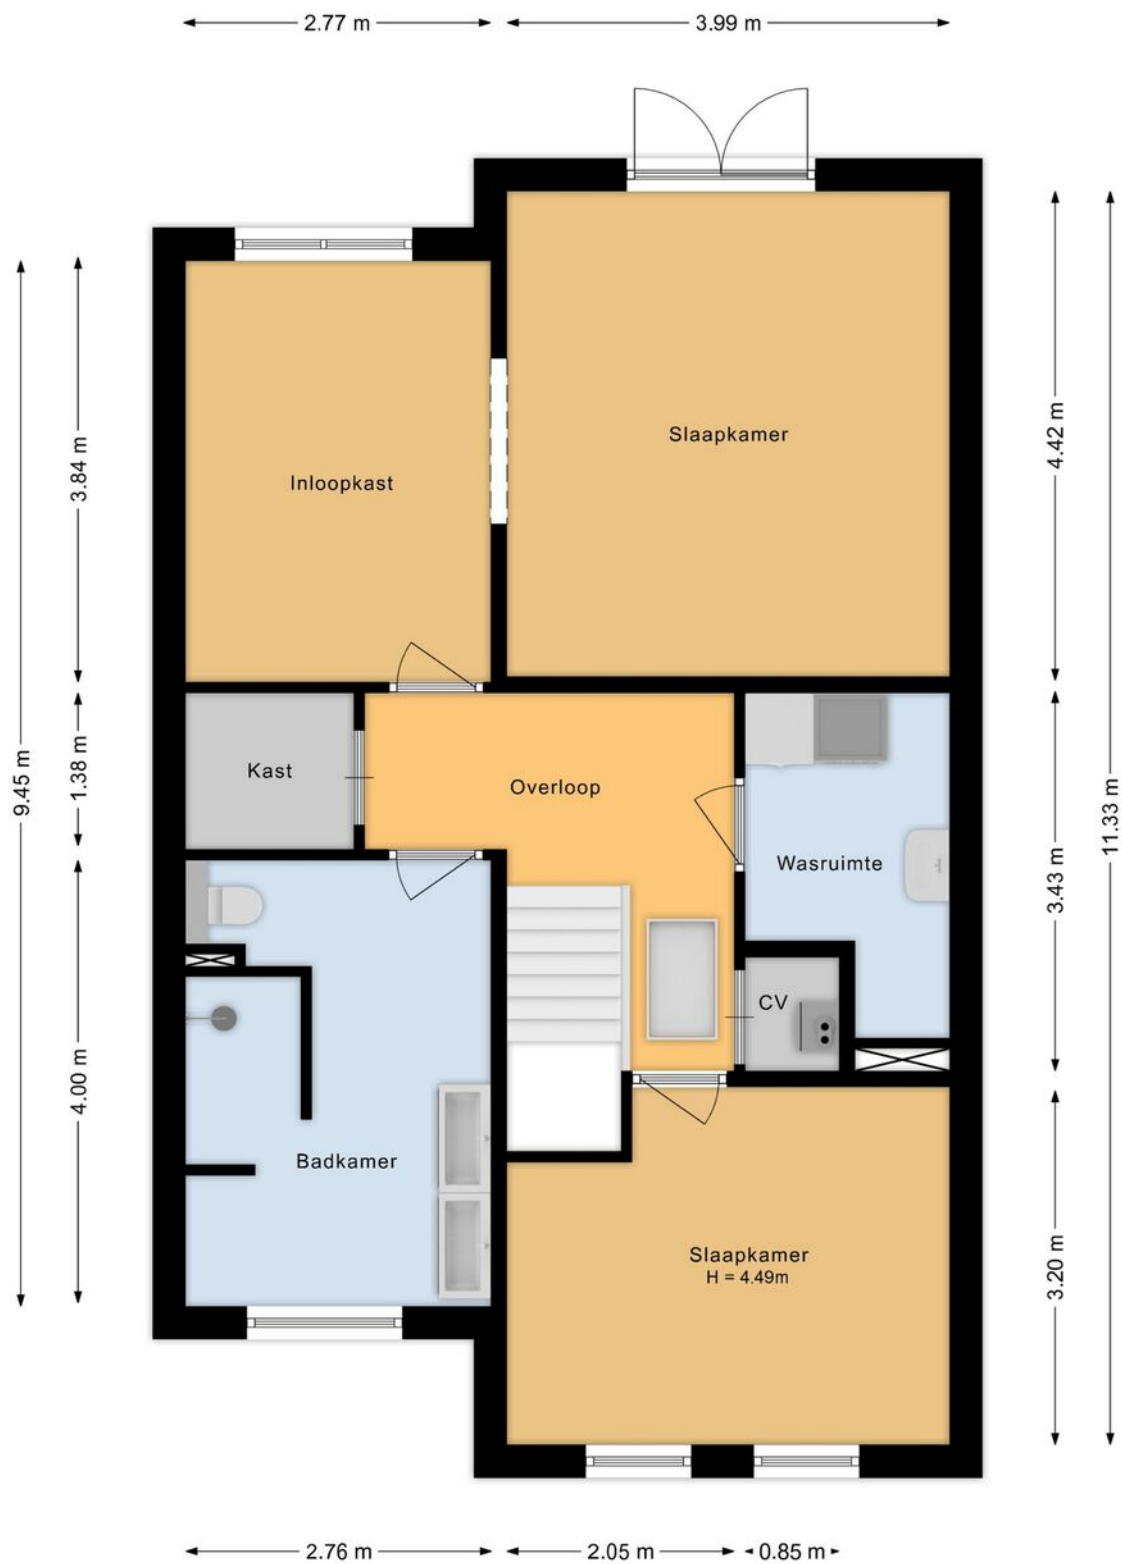 2.77 m
3.99 m
Slaapkamer
Inloopkast
3.84 m
4.42 m
Kast
Overloop
1.38 m
9.45 m
11.33 m
Wasruimte
3.43 m
CV
4.00 m
Badkamer
Slaapkamer
H = 4.49m
3.20 m
2.76 m
2.05 m
0.85 m